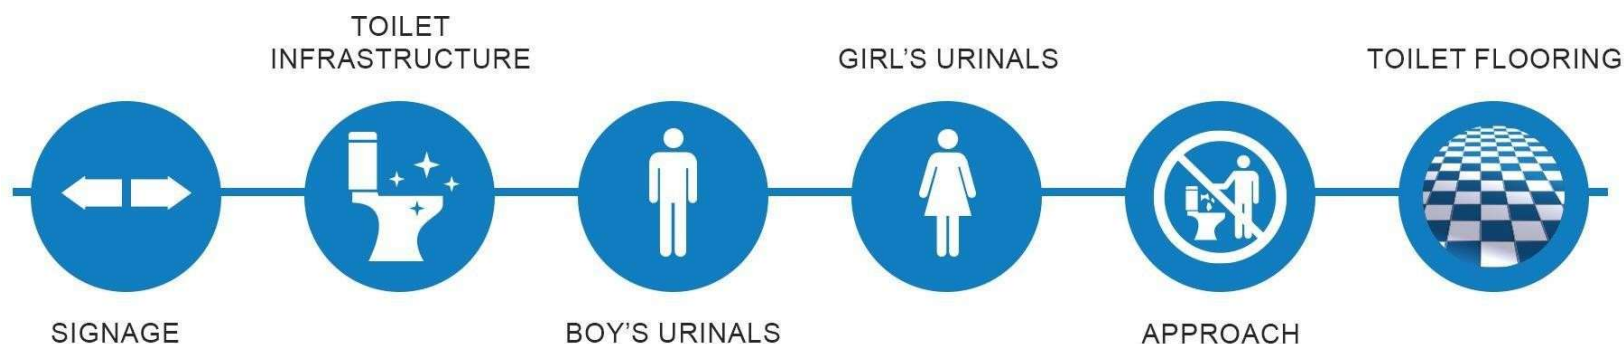 TOILET
INFRASTRUCTURE
GIRL'S URINALS
TOILET FLOORING
SIGNAGE
BOY'S URINALS
APPROACH